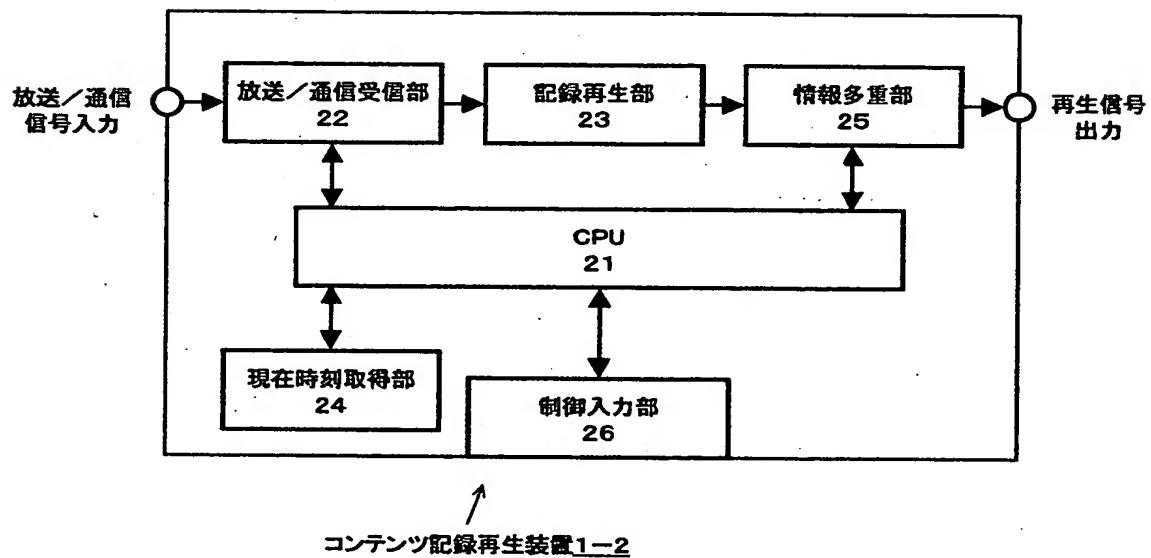 放送／通信
信号入力
放送／通信受信部
22
記録再生部
23
情報多重部
25
再生信号
出力
CPU
21
現在時刻取得部
24
制御入力部
26
コンテンツ記録再生装置1－2